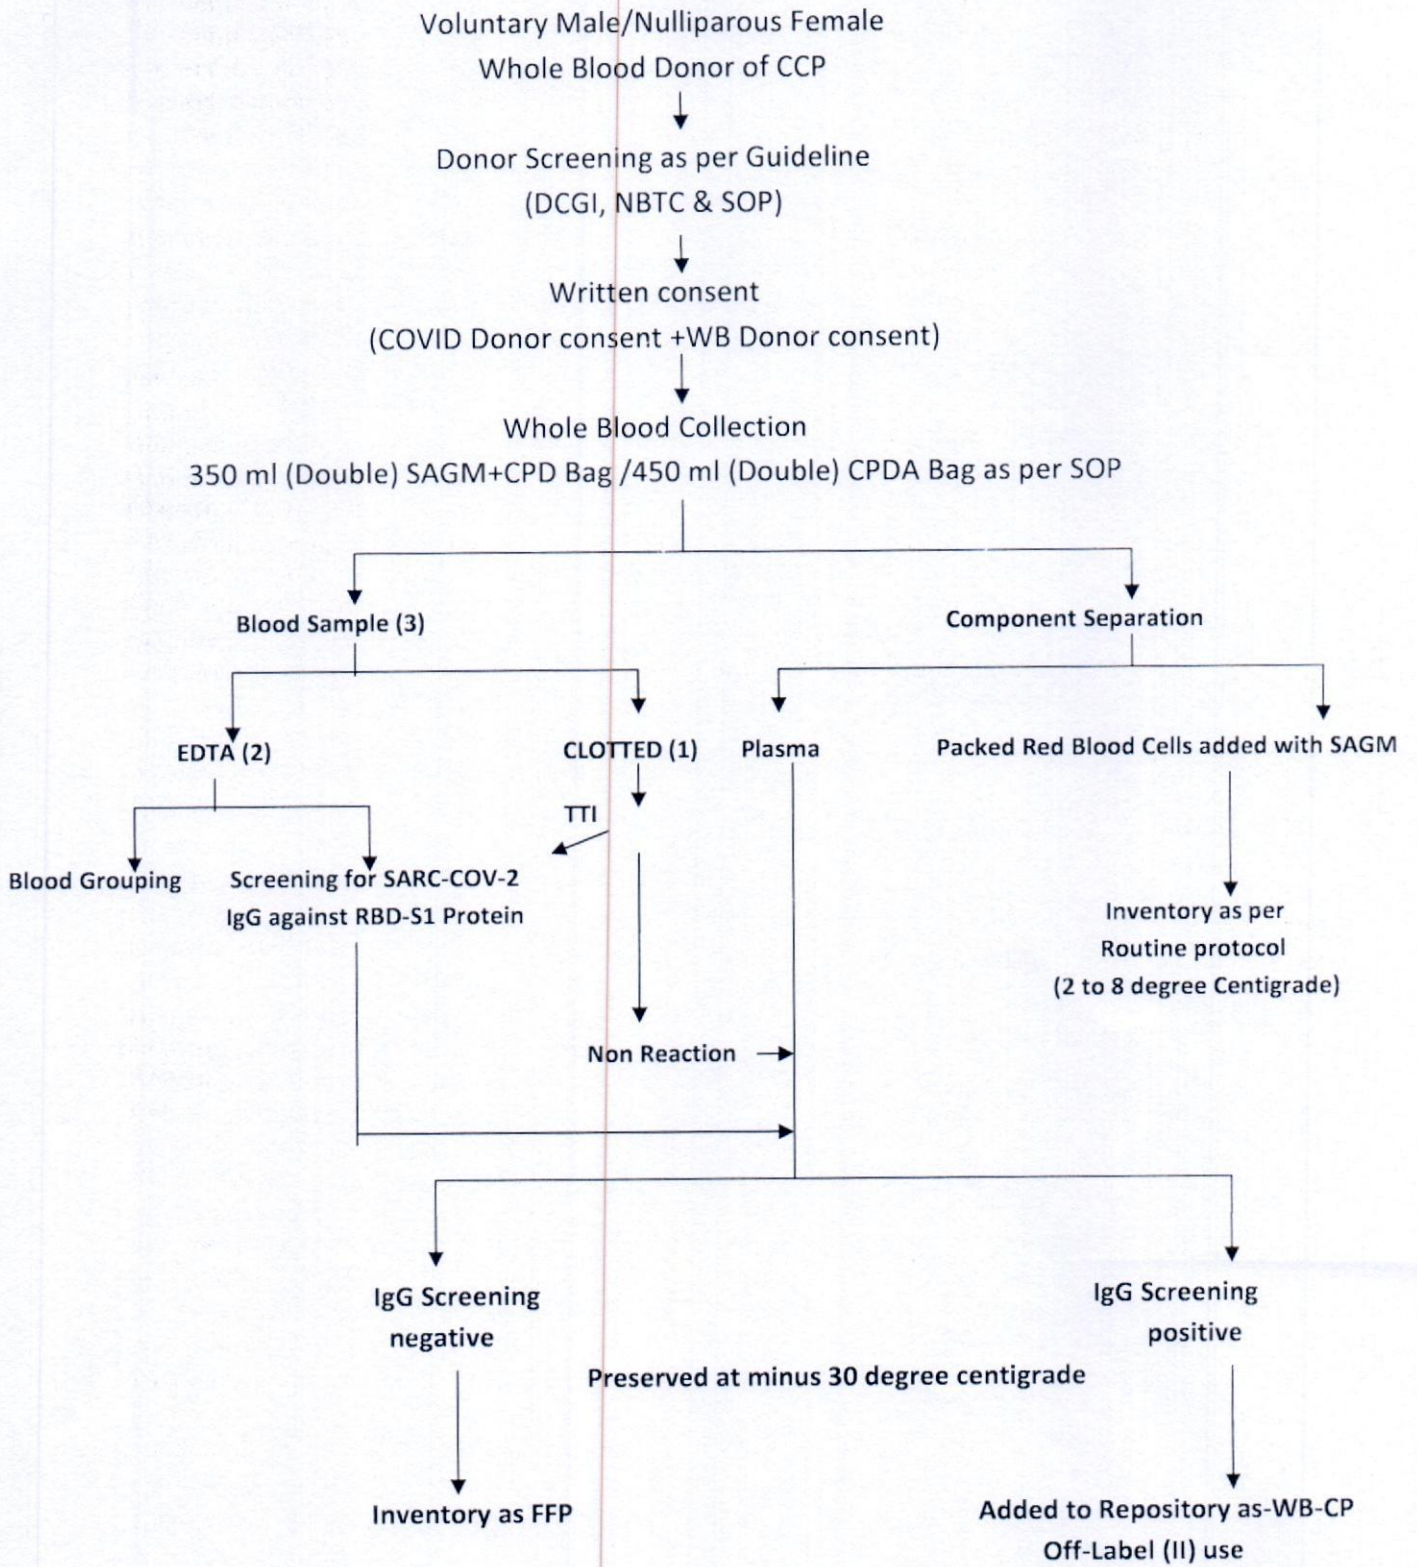 Voluntary Male/Nulliparous Female
Whole Blood Donor of CCP
Donor Screening as per Guideline
(DCGI, NBTC & SOP)
Written consent
(COVID Donor consent +WB Donor consent)
Whole Blood Collection
350 ml (Double) SAGM+CPD Bag /450 ml (Double) CPDA Bag as per SOP
Blood Sample (3)
Component Separation
EDTA (2)
CLOTTED (1)
Plasma
Packed Red Blood Cells added with SAGM
TTI
Blood Grouping
Screening for SARC-COV-2
IgG against RBD-S1 Protein
Inventory as per
Routine protocol
(2 to 8 degree Centigrade)
Non Reaction
IgG Screening
negative
IgG Screening
positive
Preserved at minus 30 degree centigrade
Inventory as FFP
Added to Repository as-WB-CP
Off-Label (II) use